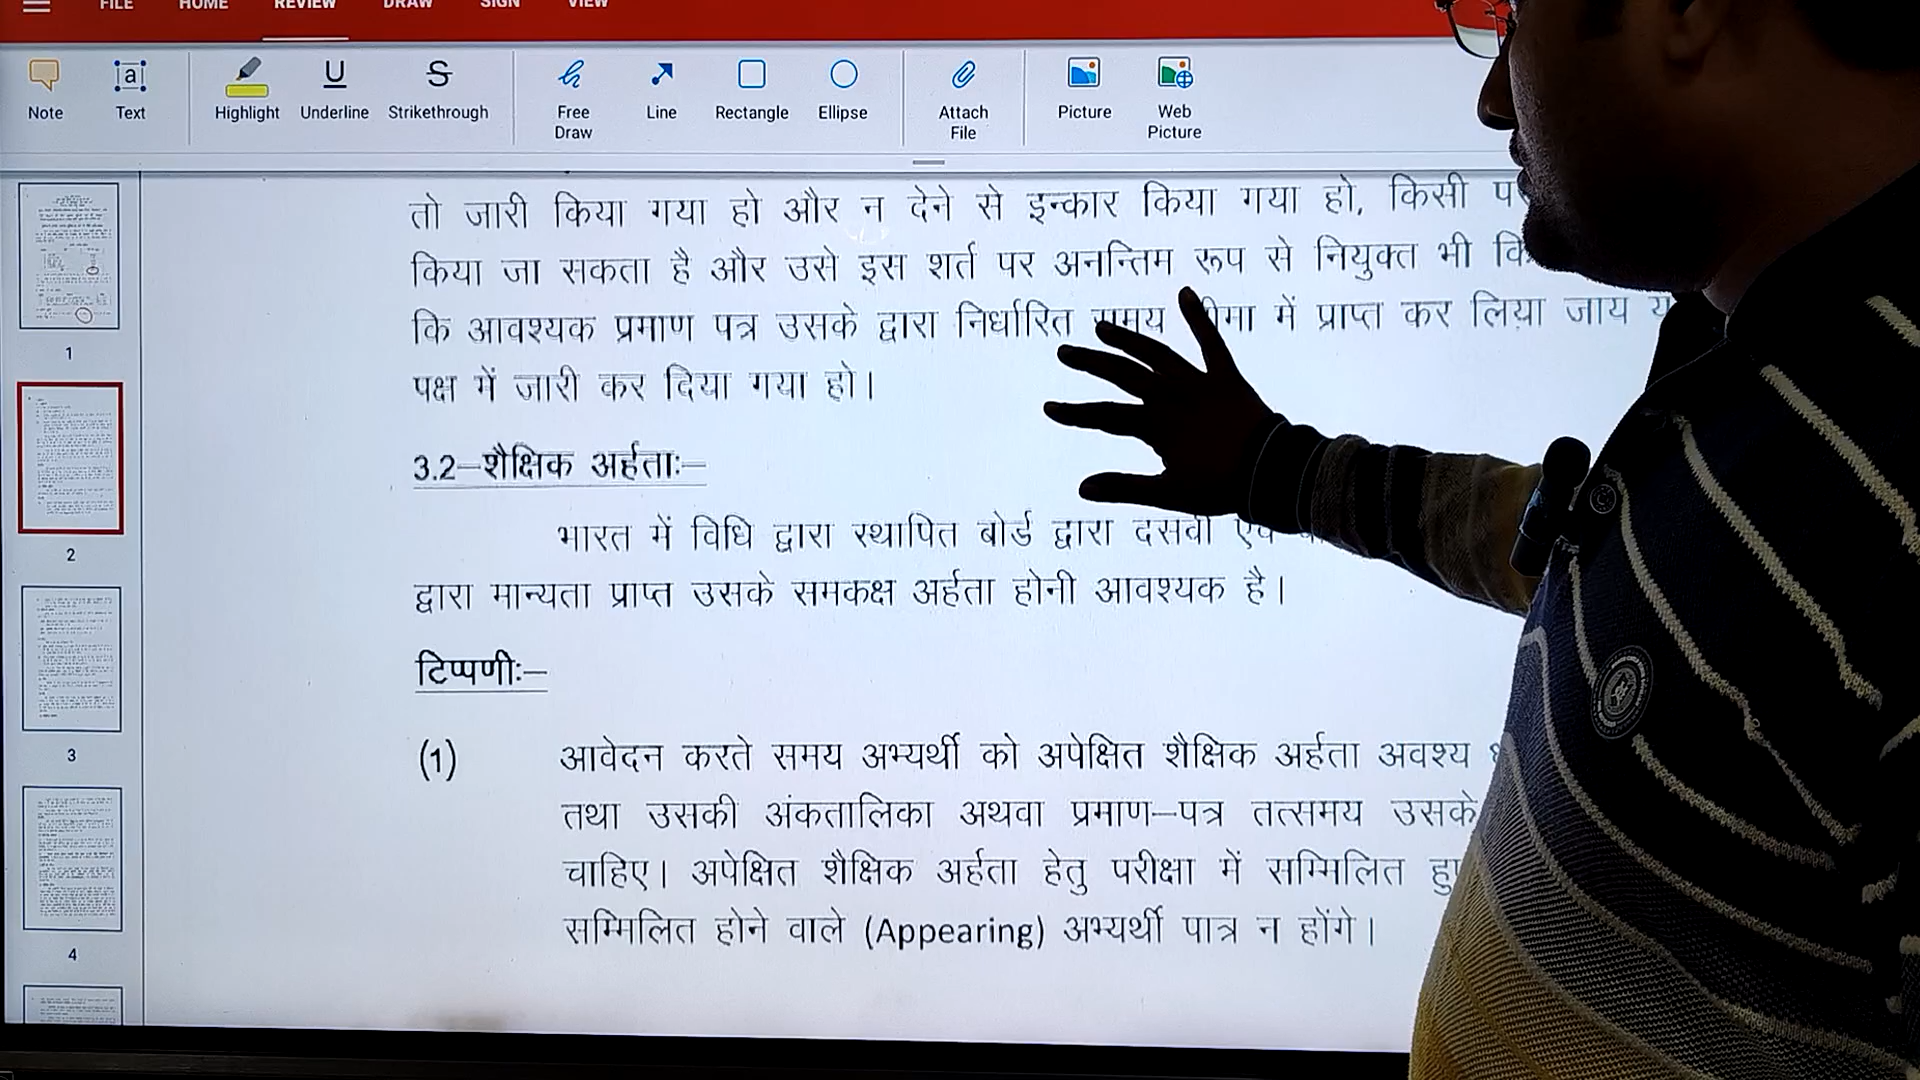 FILE HOME REVIEW DRAW SIGN VIEW
Note Text Highlight Underline Strikethrough Free Draw Line Rectangle Ellipse Attach File Picture Web Picture
तो जारी किया गया हो और न देने से इन्कार किया गया हो, किसी
किया जा सकता है और उसे इस शर्त पर अनन्तिम रूप से नियुक्त भी
कि आवश्यक प्रमाण पत्र उसके द्वारा निर्धारित समय में प्राप्त कर लिया जाय
पक्ष में जारी कर दिया गया हो।
3.2–शैक्षिक अर्हताः–
भारत में विधि द्वारा स्थापित बोर्ड द्वारा दसवीं एवं
द्वारा मान्यता प्राप्त उसके समकक्ष अर्हता होनी आवश्यक है।
टिप्पणीः–
(1) आवेदन करते समय अभ्यर्थी को अपेक्षित शैक्षिक अर्हता अवश्य
तथा उसकी अंकतालिका अथवा प्रमाण–पत्र तत्समय उसके
चाहिए। अपेक्षित शैक्षिक अर्हता हेतु परीक्षा में सम्मिलित
सम्मिलित होने वाले (Appearing) अभ्यर्थी पात्र न होंगे।
1
2
3
4